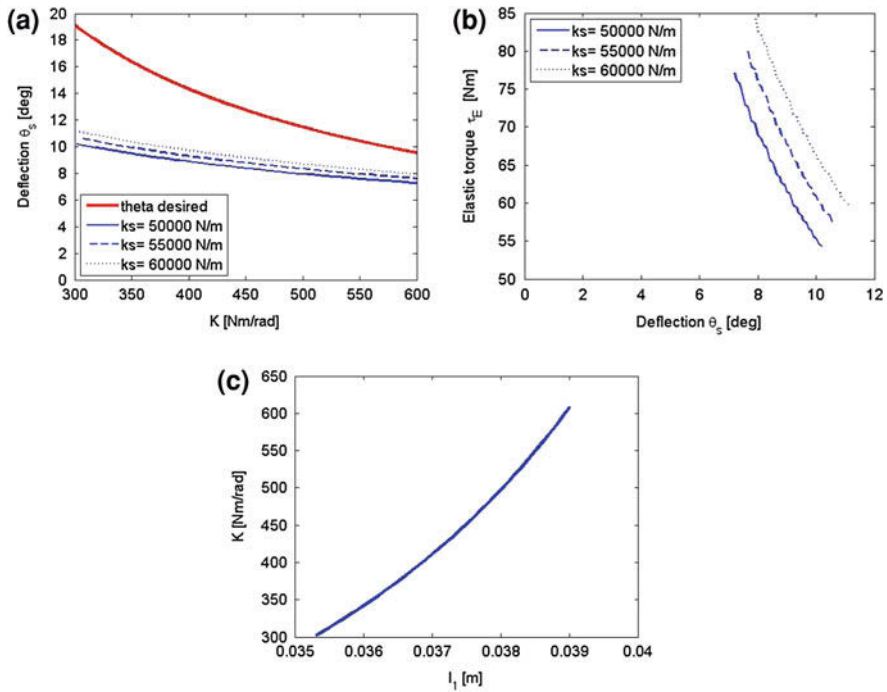 (a)
Deflection θs [deg]
20
18
16
14
12
10
8
6
4
2
0
theta desired
ks= 50000 N/m
ks= 55000 N/m
ks= 60000 N/m
300
350
400
450
500
550
600
K [Nm/rad]
(b)
Elastic torque τE [Nm]
85
80
75
70
65
60
55
50
ks= 50000 N/m
ks= 55000 N/m
ks= 60000 N/m
0
2
4
6
8
10
12
Deflection θs [deg]
(c)
K [Nm/rad]
650
600
550
500
450
400
350
300
0.035
0.036
0.037
0.038
0.039
0.04
l1 [m]